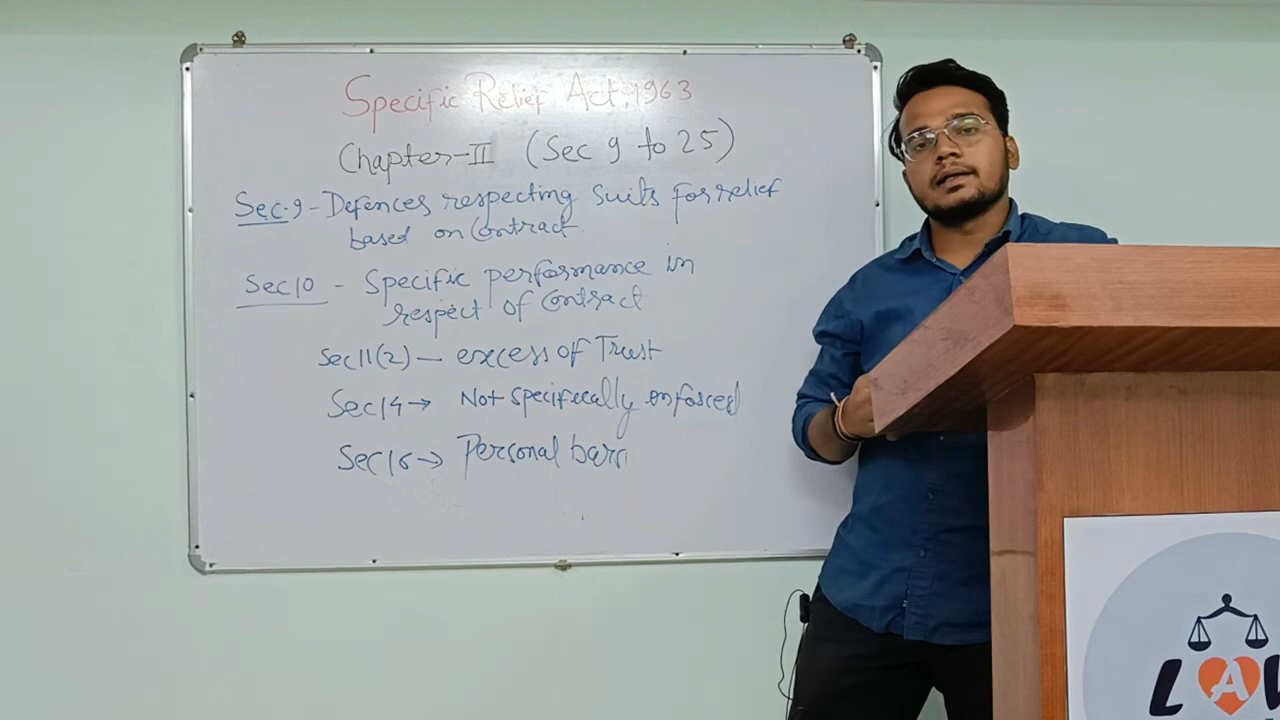 Specific Relief Act, 1963
Chapter-II (Sec 9 to 25)
Sec-9 - Defences respecting suits for relief
based on Contract.
Sec 10 - Specific performance in
respect of Contract
Sec 11(2) - excess of Trust
Sec 14 → Not specifically enforced
Sec 16 → Personal bars
LAW